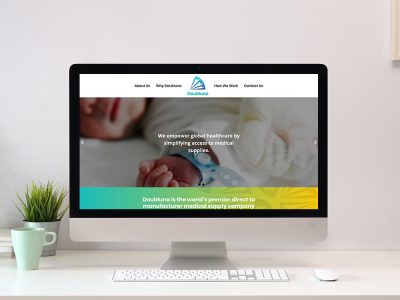 About Us Why Doubluna How We Work Contact Us
Doubluna
We empower global healthcare by
simplifying access to medical
supplies.
Doubluna is the world's premier direct to
manufacturer medical supply company